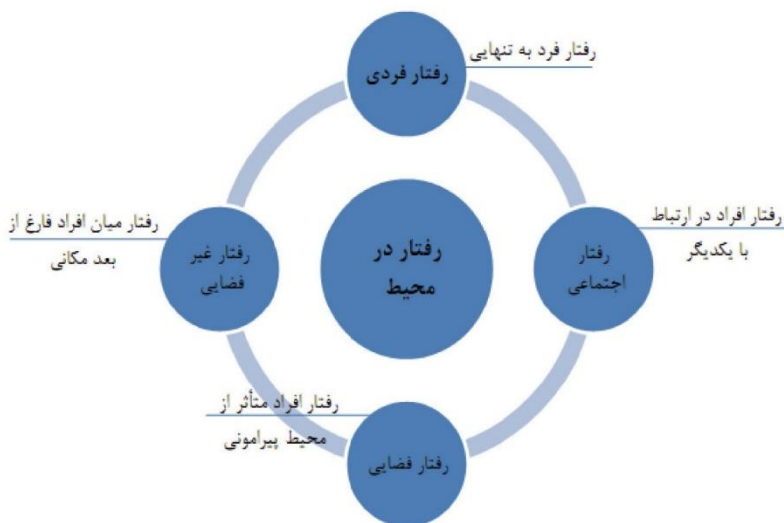 رفتار فردی
رفتار فرد به تنهایی
رفتار افراد در ارتباط
با یکدیگر
رفتار
اجتماعی
رفتار در
محیط
رفتار غیر
فضایی
رفتار میان افراد فارغ از
بعد مکانی
رفتار افراد متأثر از
محیط پیرامونی
رفتار فضایی